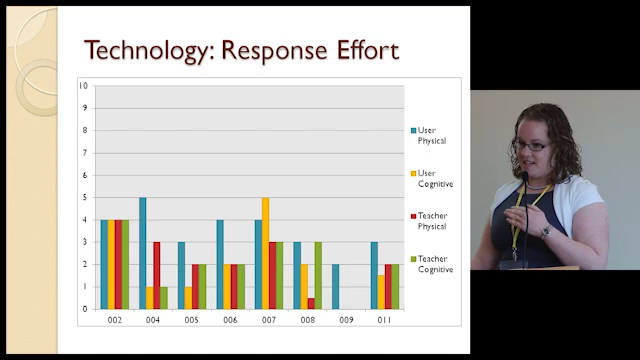 Technology: Response Effort
10
9
8
7
6
5
4
3
2
1
0
002 004 005 006 007 008 009 011
User
Physical
User
Cognitive
Teacher
Physical
Teacher
Cognitive